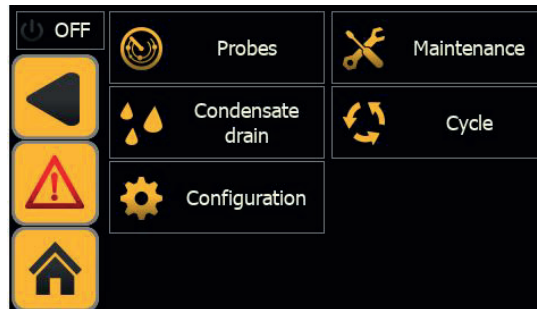 OFF
Probes
Maintenance
Condensate
drain
Cycle
Configuration